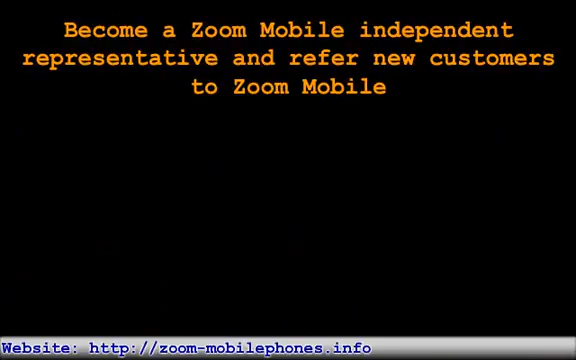 Become a Zoom Mobile independent
representative and refer new customers
to Zoom Mobile
Website: http://zoom-mobilephones.info